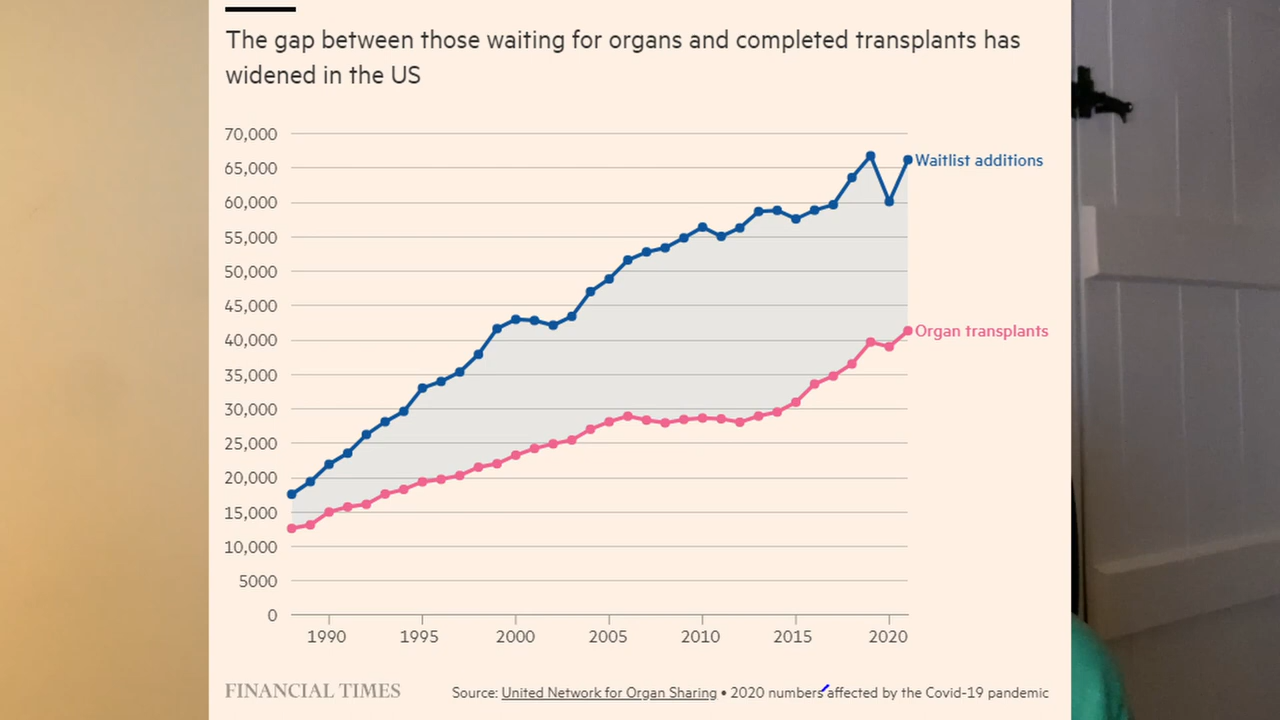 The gap between those waiting for organs and completed transplants has
widened in the US
70,000
65,000
60,000
55,000
50,000
45,000
40,000
35,000
30,000
25,000
20,000
15,000
10,000
5000
0
Waitlist additions
Organ transplants
1990 1995 2000 2005 2010 2015 2020
FINANCIAL TIMES
Source: United Network for Organ Sharing • 2020 numbers affected by the Covid-19 pandemic